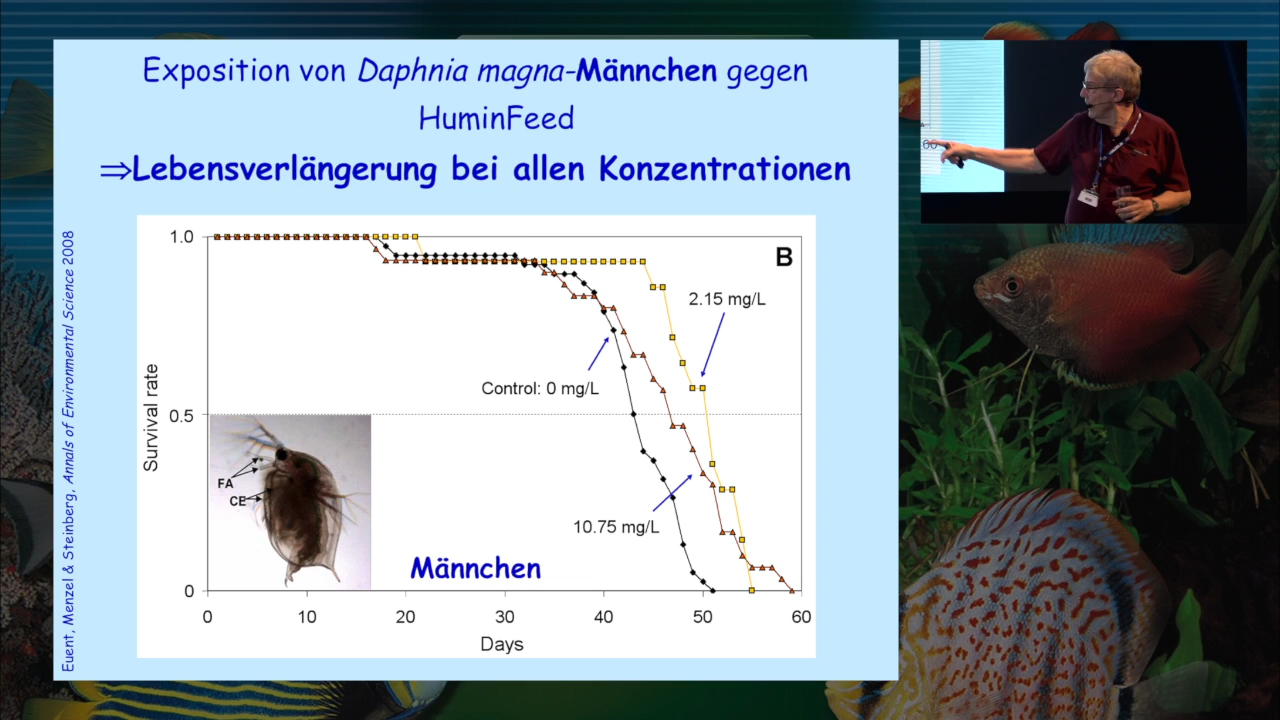 Exposition von Daphnia magna-Männchen gegen
HuminFeed
⇒Lebensverlängerung bei allen Konzentrationen
Euent, Menzel & Steinberg, Annals of Environmental Science 2008
B
1.0
0.5
0
Survival rate
2.15 mg/L
Control: 0 mg/L
10.75 mg/L
FA
CE
Männchen
0 10 20 30 40 50 60
Days